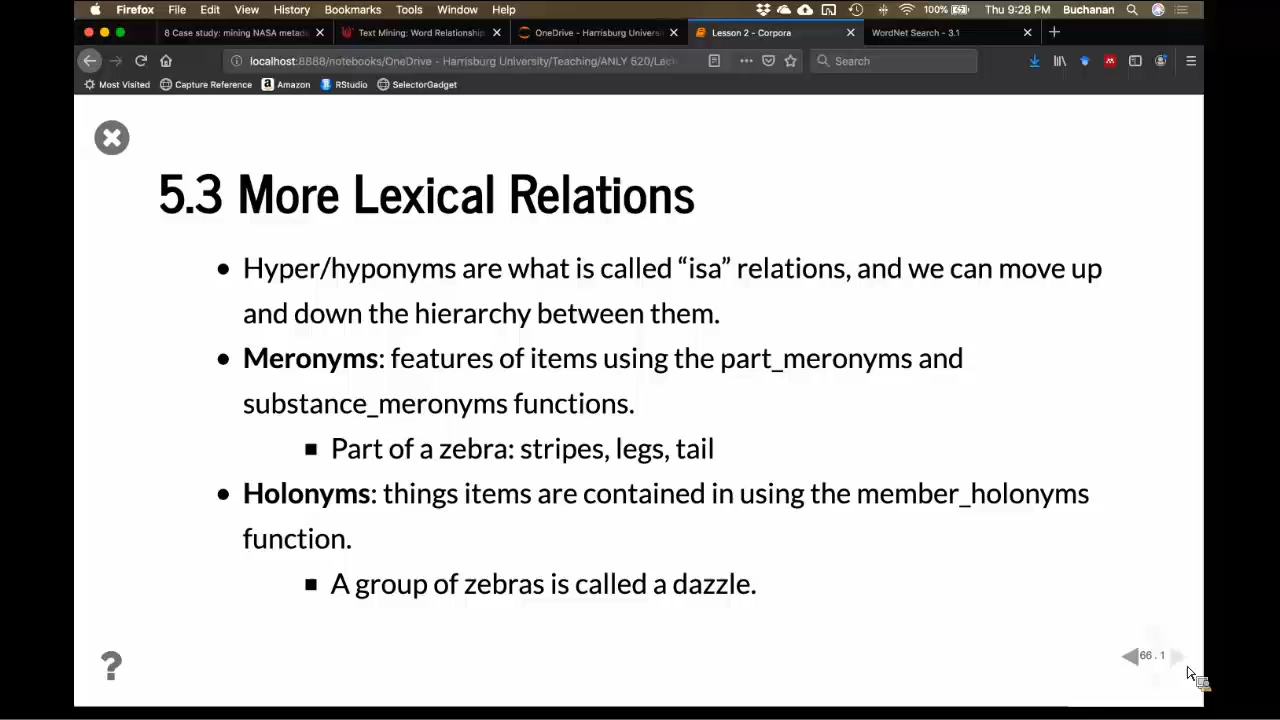 Firefox File Edit View History Bookmarks Tools Window Help 100% Thu 9:28 PM Buchanan
8 Case study: mining NASA metad Text Mining: Word Relationship OneDrive - Harrisburg Univers Lesson 2 - Corpora WordNet Search - 3.1
localhost:8888/notebooks/OneDrive - Harrisburg University/Teaching/ANLY 520/Lect Search
Most Visited Capture Reference Amazon RStudio SelectorGadget
5.3 More Lexical Relations
• Hyper/hyponyms are what is called “isa” relations, and we can move up
and down the hierarchy between them.
• Meronyms: features of items using the part_meronyms and
substance_meronyms functions.
▪ Part of a zebra: stripes, legs, tail
• Holonyms: things items are contained in using the member_holonyms
function.
▪ A group of zebras is called a dazzle.
?
66 . 1